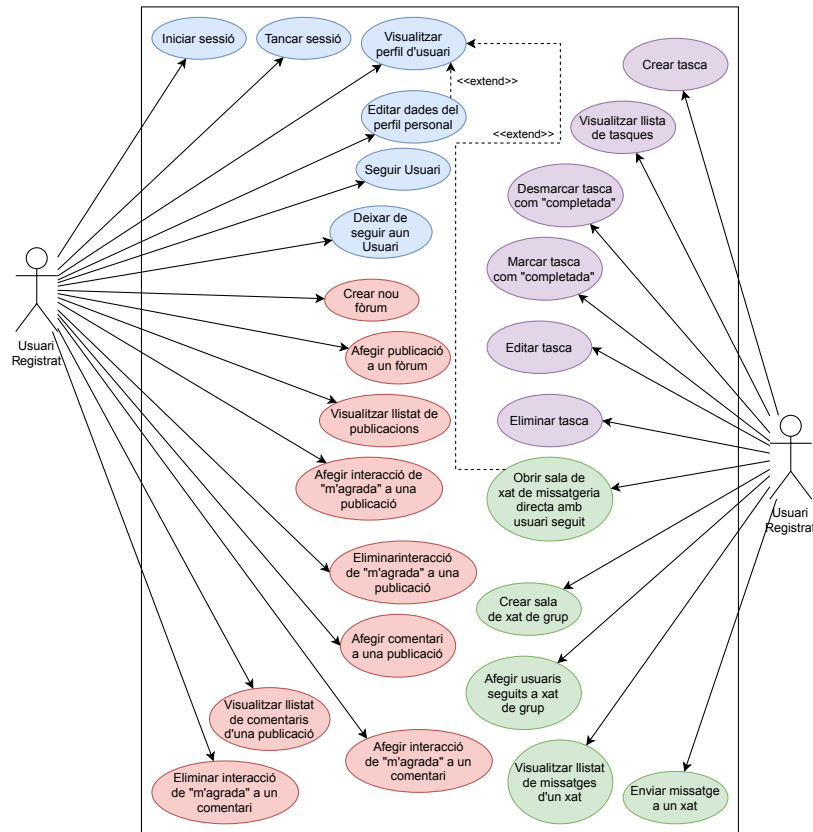 Iniciar sessió
Tancar sessió
Visualitzar
perfil d'usuari
<<extend>>
Editar dades del
perfil personal
<<extend>>
Seguir Usuari
Deixar de
seguir aun
Usuari
Usuari
Registrat
Crear nou
fòrum
Afegir publicació
a un fòrum
Visualitzar llistat de
publicacions
Afegir interacció de
"m'agrada" a una
publicació
Eliminarinteracció
de "m'agrada" a una
publicació
Afegir comentari
a una publicació
Visualitzar llistat
de comentaris
d'una publicació
Afegir interacció
de "m'agrada" a un
comentari
Eliminar interacció
de "m'agrada" a un
comentari
Crear tasca
Visualitzar llista
de tasques
Desmarcar tasca
com "completada"
Marcar tasca
com "completada"
Editar tasca
Eliminar tasca
Obrir sala de
xat de missatgeria
directa amb
usuari seguit
Usuari
Registrat
Crear sala
de xat de grup
Afegir usuaris
seguits a xat
de grup
Visualitzar llistat
de missatges
d'un xat
Enviar missatge
a un xat